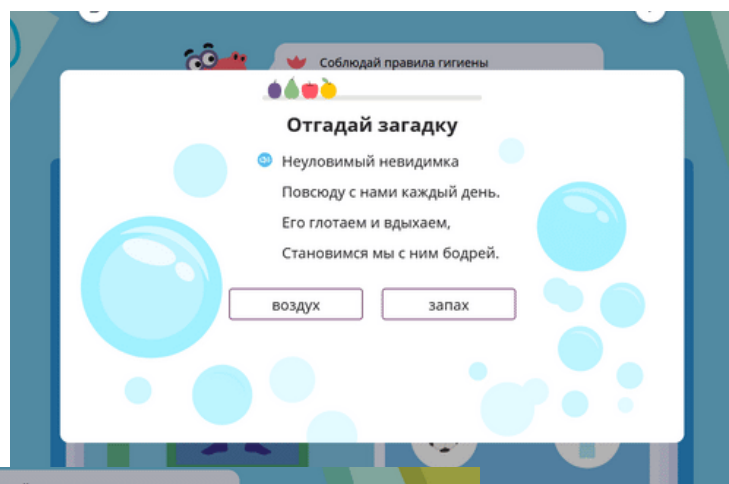 Соблюдай правила гигиены
Отгадай загадку
Неуловимый невидимка
Повсюду с нами каждый день.
Его глотаем и вдыхаем,
Становимся мы с ним бодрей.
воздух
запах